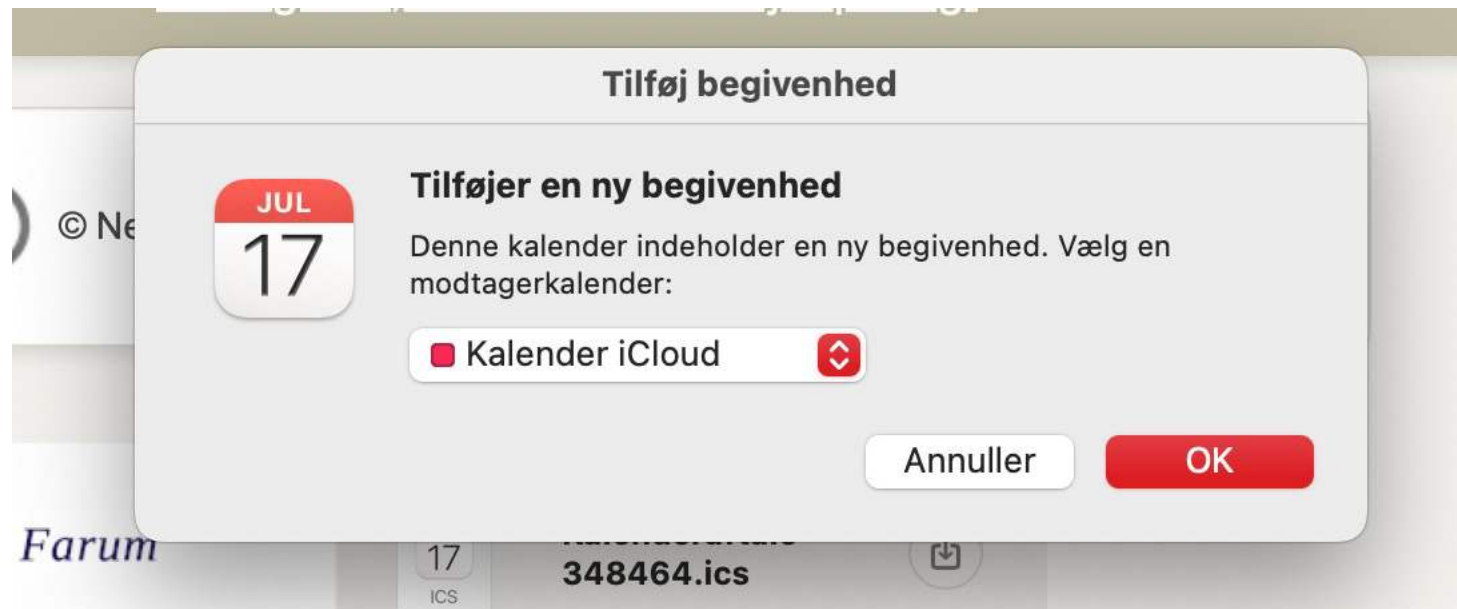 Tilføj begivenhed
Tilføjer en ny begivenhed
JUL
17
Denne kalender indeholder en ny begivenhed. Vælg en
modtagerkalender:
© Ne
Kalender iCloud
Annuller
OK
Farum
17
348464.ics
ICS